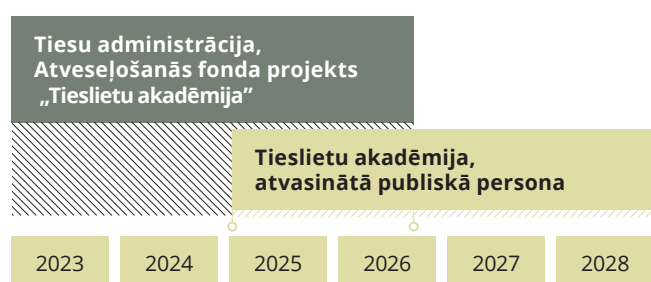 Tiesu administrācija,
Atveseļošanās fonda projekts
„Tieslietu akadēmija”
Tieslietu akadēmija,
atvasinātā publiskā persona
2023 2024 2025 2026 2027 2028